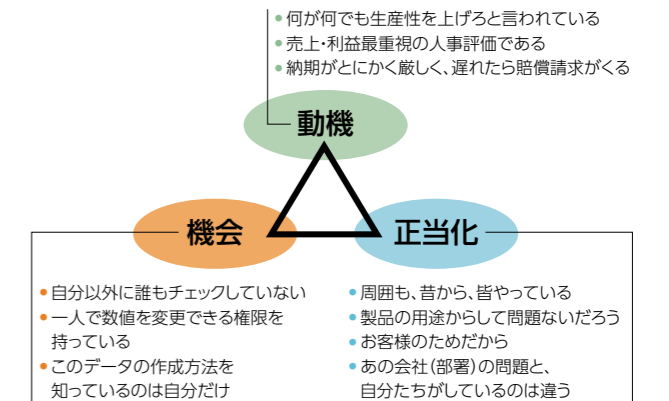 • 何が何でも生産性を上げろと言われている
• 売上・利益最重視の人事評価である
• 納期がとにかく厳しく、遅れたら賠償請求がくる
動機
機会
正当化
• 自分以外に誰もチェックしていない
• 一人で数値を変更できる権限を
持っている
• このデータの作成方法を
知っているのは自分だけ
• 周囲も、昔から、皆やっている
• 製品の用途からして問題ないだろう
• お客様のためだから
• あの会社(部署)の問題と、
自分たちがしているのは違う